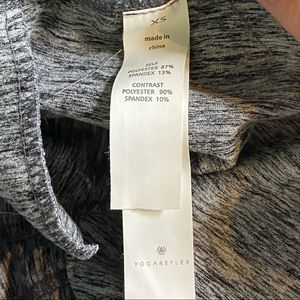 XS
made in
china
SELF
POLYESTER 87%
SPANDEX 13%
CONTRAST
POLYESTER 90%
SPANDEX 10%
YOGAREFLEX